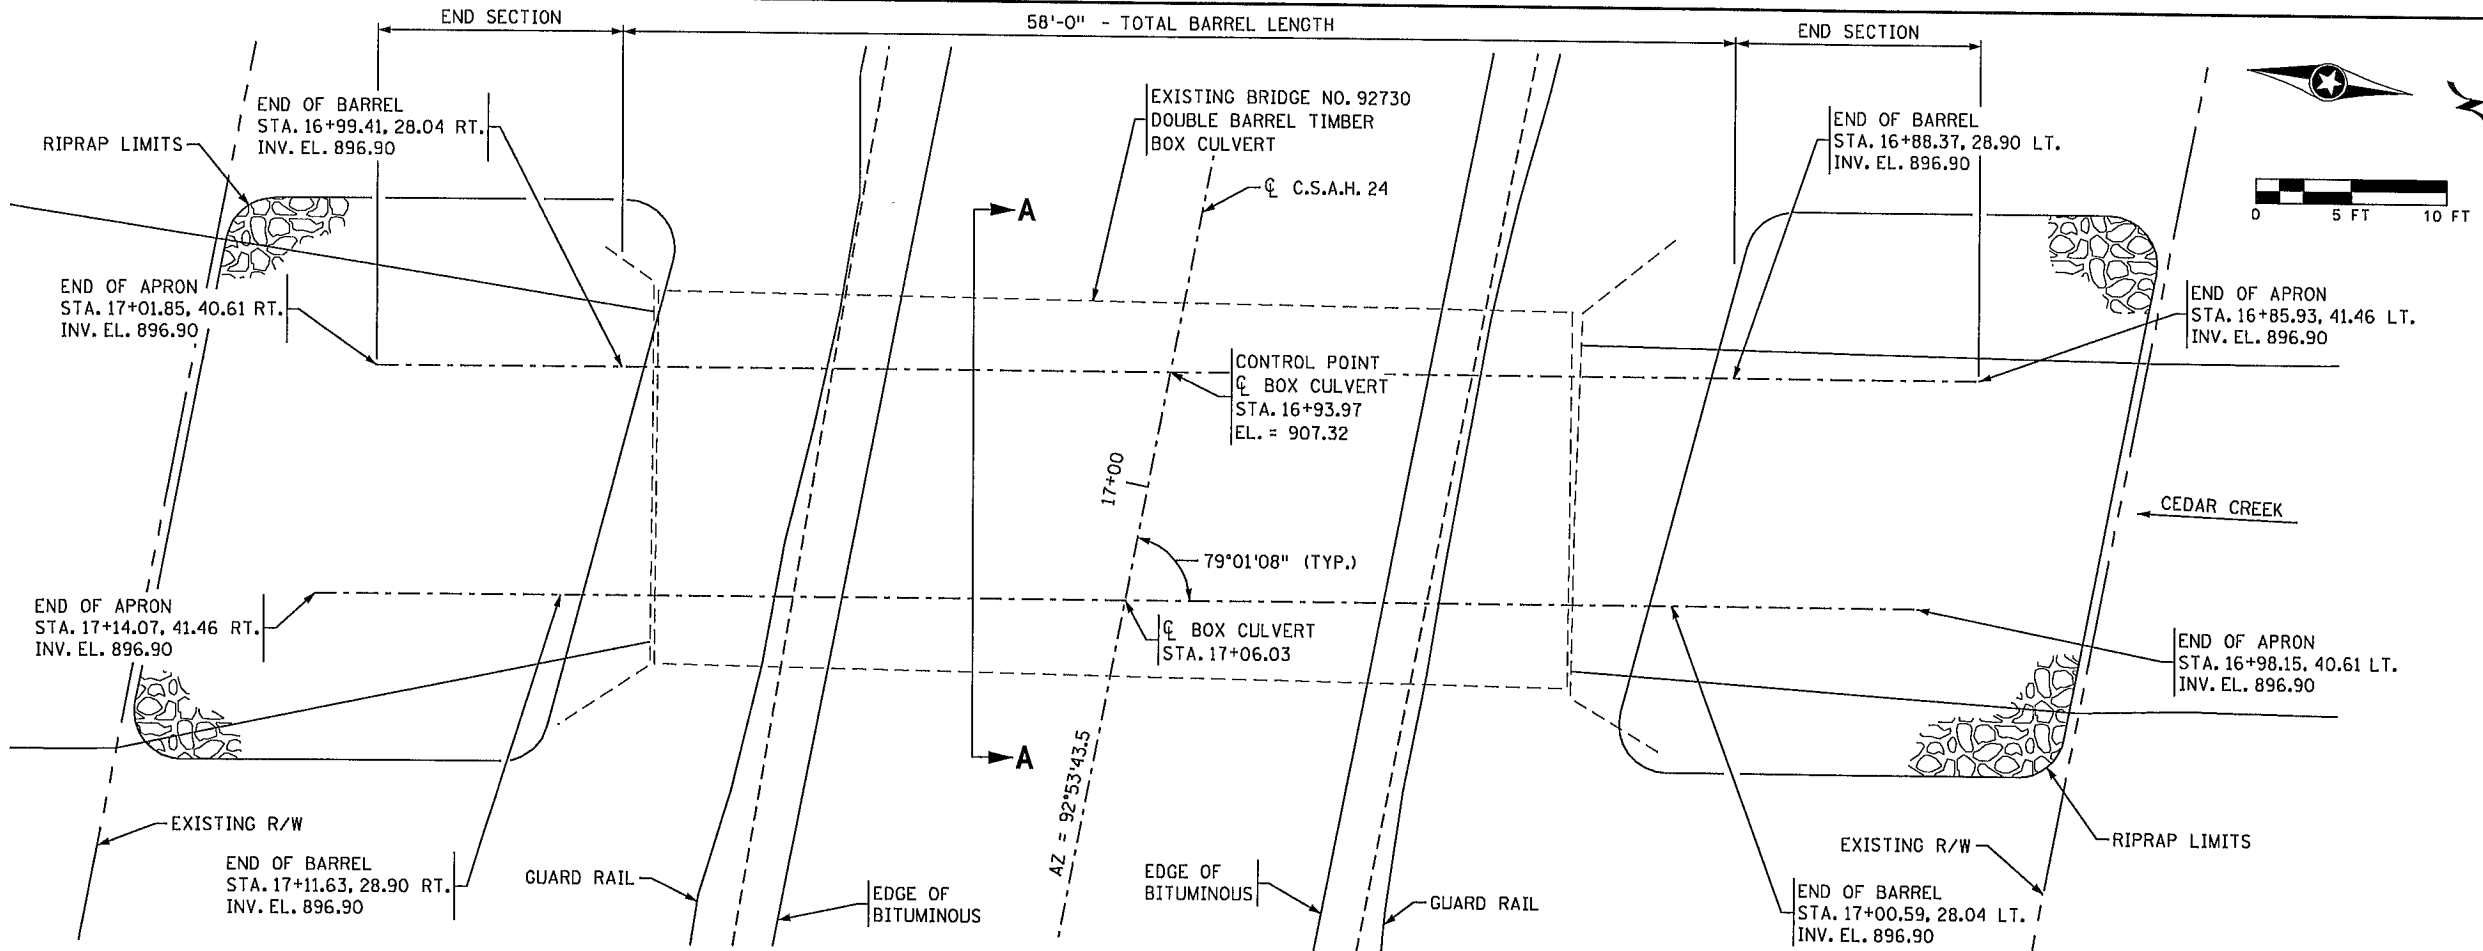 END SECTION
58'-0" - TOTAL BARREL LENGTH
END SECTION
END OF BARREL
STA. 16+99.41, 28.04 RT.
INV. EL. 896.90
RIPRAP LIMITS
EXISTING BRIDGE NO. 92730
DOUBLE BARREL TIMBER
BOX CULVERT
℄ C.S.A.H. 24
END OF BARREL
STA. 16+88.37, 28.90 LT.
INV. EL. 896.90
0 5 FT 10 FT
A
END OF APRON
STA. 17+01.85, 40.61 RT.
INV. EL. 896.90
END OF APRON
STA. 16+85.93, 41.46 LT.
INV. EL. 896.90
CONTROL POINT
℄ BOX CULVERT
STA. 16+93.97
EL. = 907.32
17+00
CEDAR CREEK
79°01'08" (TYP.)
END OF APRON
STA. 17+14.07, 41.46 RT.
INV. EL. 896.90
℄ BOX CULVERT
STA. 17+06.03
END OF APRON
STA. 16+98.15, 40.61 LT.
INV. EL. 896.90
A
AZ = 92°53'43.5
EXISTING R/W
END OF BARREL
STA. 17+11.63, 28.90 RT.
INV. EL. 896.90
GUARD RAIL
EDGE OF
BITUMINOUS
EDGE OF
BITUMINOUS
GUARD RAIL
EXISTING R/W
RIPRAP LIMITS
END OF BARREL
STA. 17+00.59, 28.04 LT.
INV. EL. 896.90